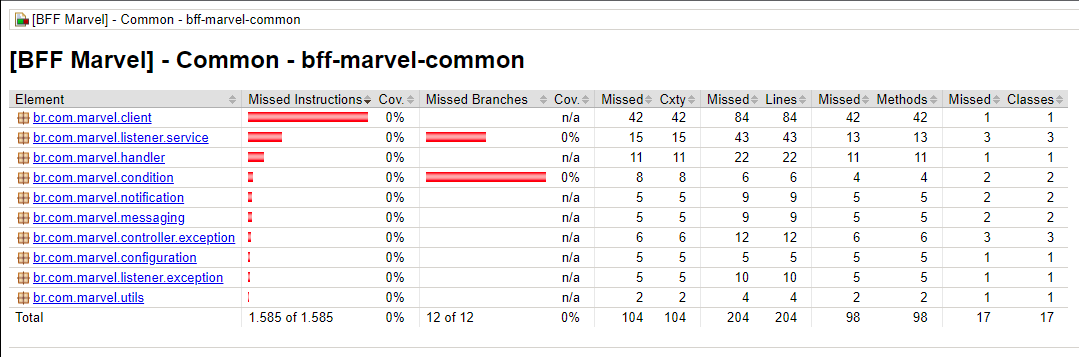 [BFF Marvel] - Common - bff-marvel-common
[BFF Marvel] - Common - bff-marvel-common
Element Missed Instructions Cov. Missed Branches Cov. Missed Cxty Missed Lines Missed Methods Missed Classes
br.com.marvel.client 0% n/a 42 42 84 84 42 42 1 1
br.com.marvel.listener.service 0% 0% 15 15 43 43 13 13 3 3
br.com.marvel.handler 0% n/a 11 11 22 22 11 11 1 1
br.com.marvel.condition 0% 0% 8 8 6 6 4 4 2 2
br.com.marvel.notification 0% n/a 5 5 9 9 5 5 2 2
br.com.marvel.messaging 0% n/a 5 5 9 9 5 5 2 2
br.com.marvel.controller.exception 0% n/a 6 6 12 12 6 6 3 3
br.com.marvel.configuration 0% n/a 5 5 5 5 5 5 1 1
br.com.marvel.listener.exception 0% n/a 5 5 10 10 5 5 1 1
br.com.marvel.utils 0% n/a 2 2 4 4 2 2 1 1
Total 1.585 of 1.585 0% 12 of 12 0% 104 104 204 204 98 98 17 17